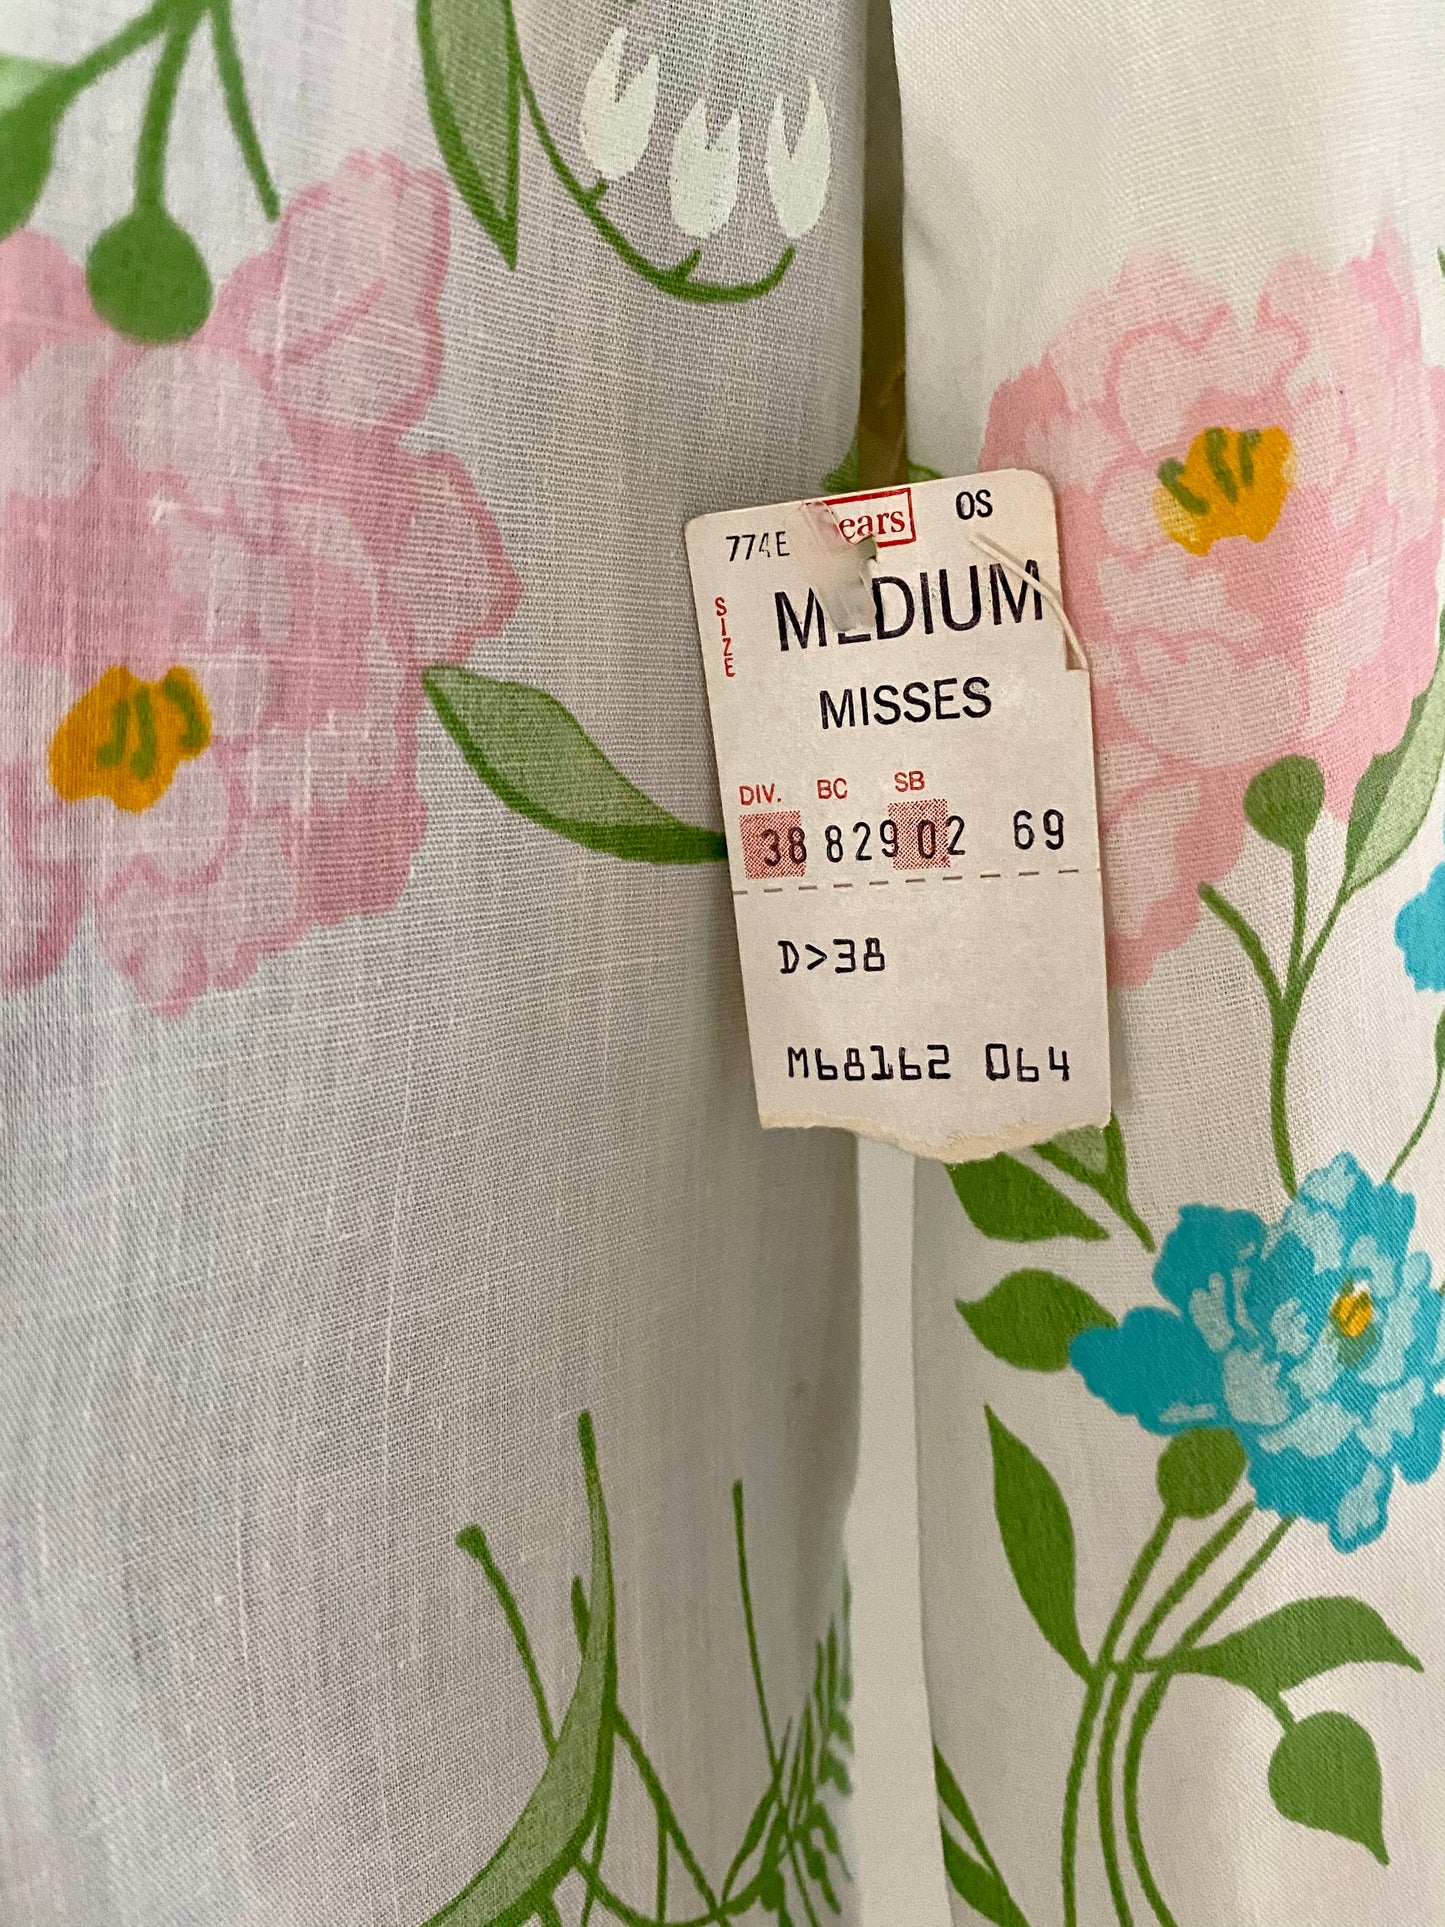 774E Sears OS
SIZE
MEDIUM
MISSES
DIV. BC SB
38 82902 69
D>38
M68162 064